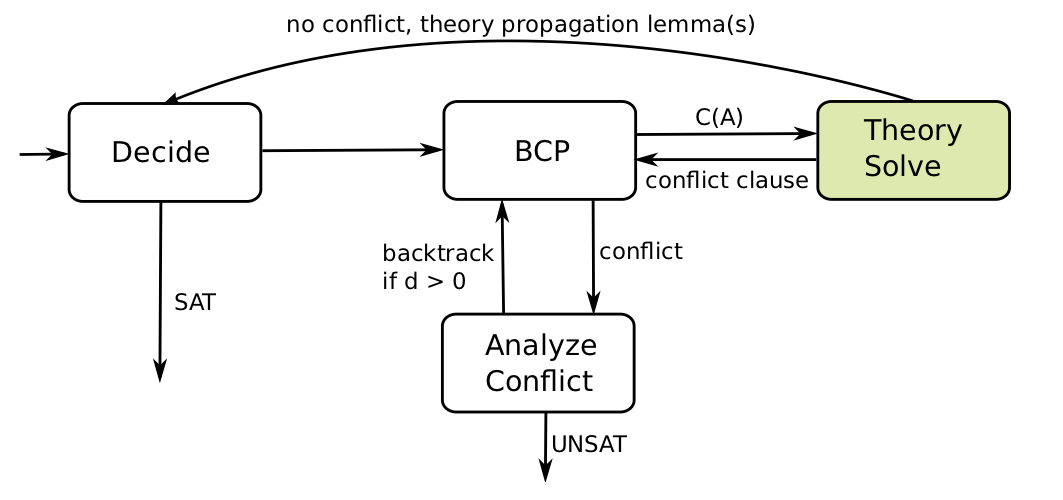 no conflict, theory propagation lemma(s)
Decide
BCP
C(A)
Theory
Solve
conflict clause
backtrack
if d > 0
conflict
SAT
Analyze
Conflict
UNSAT